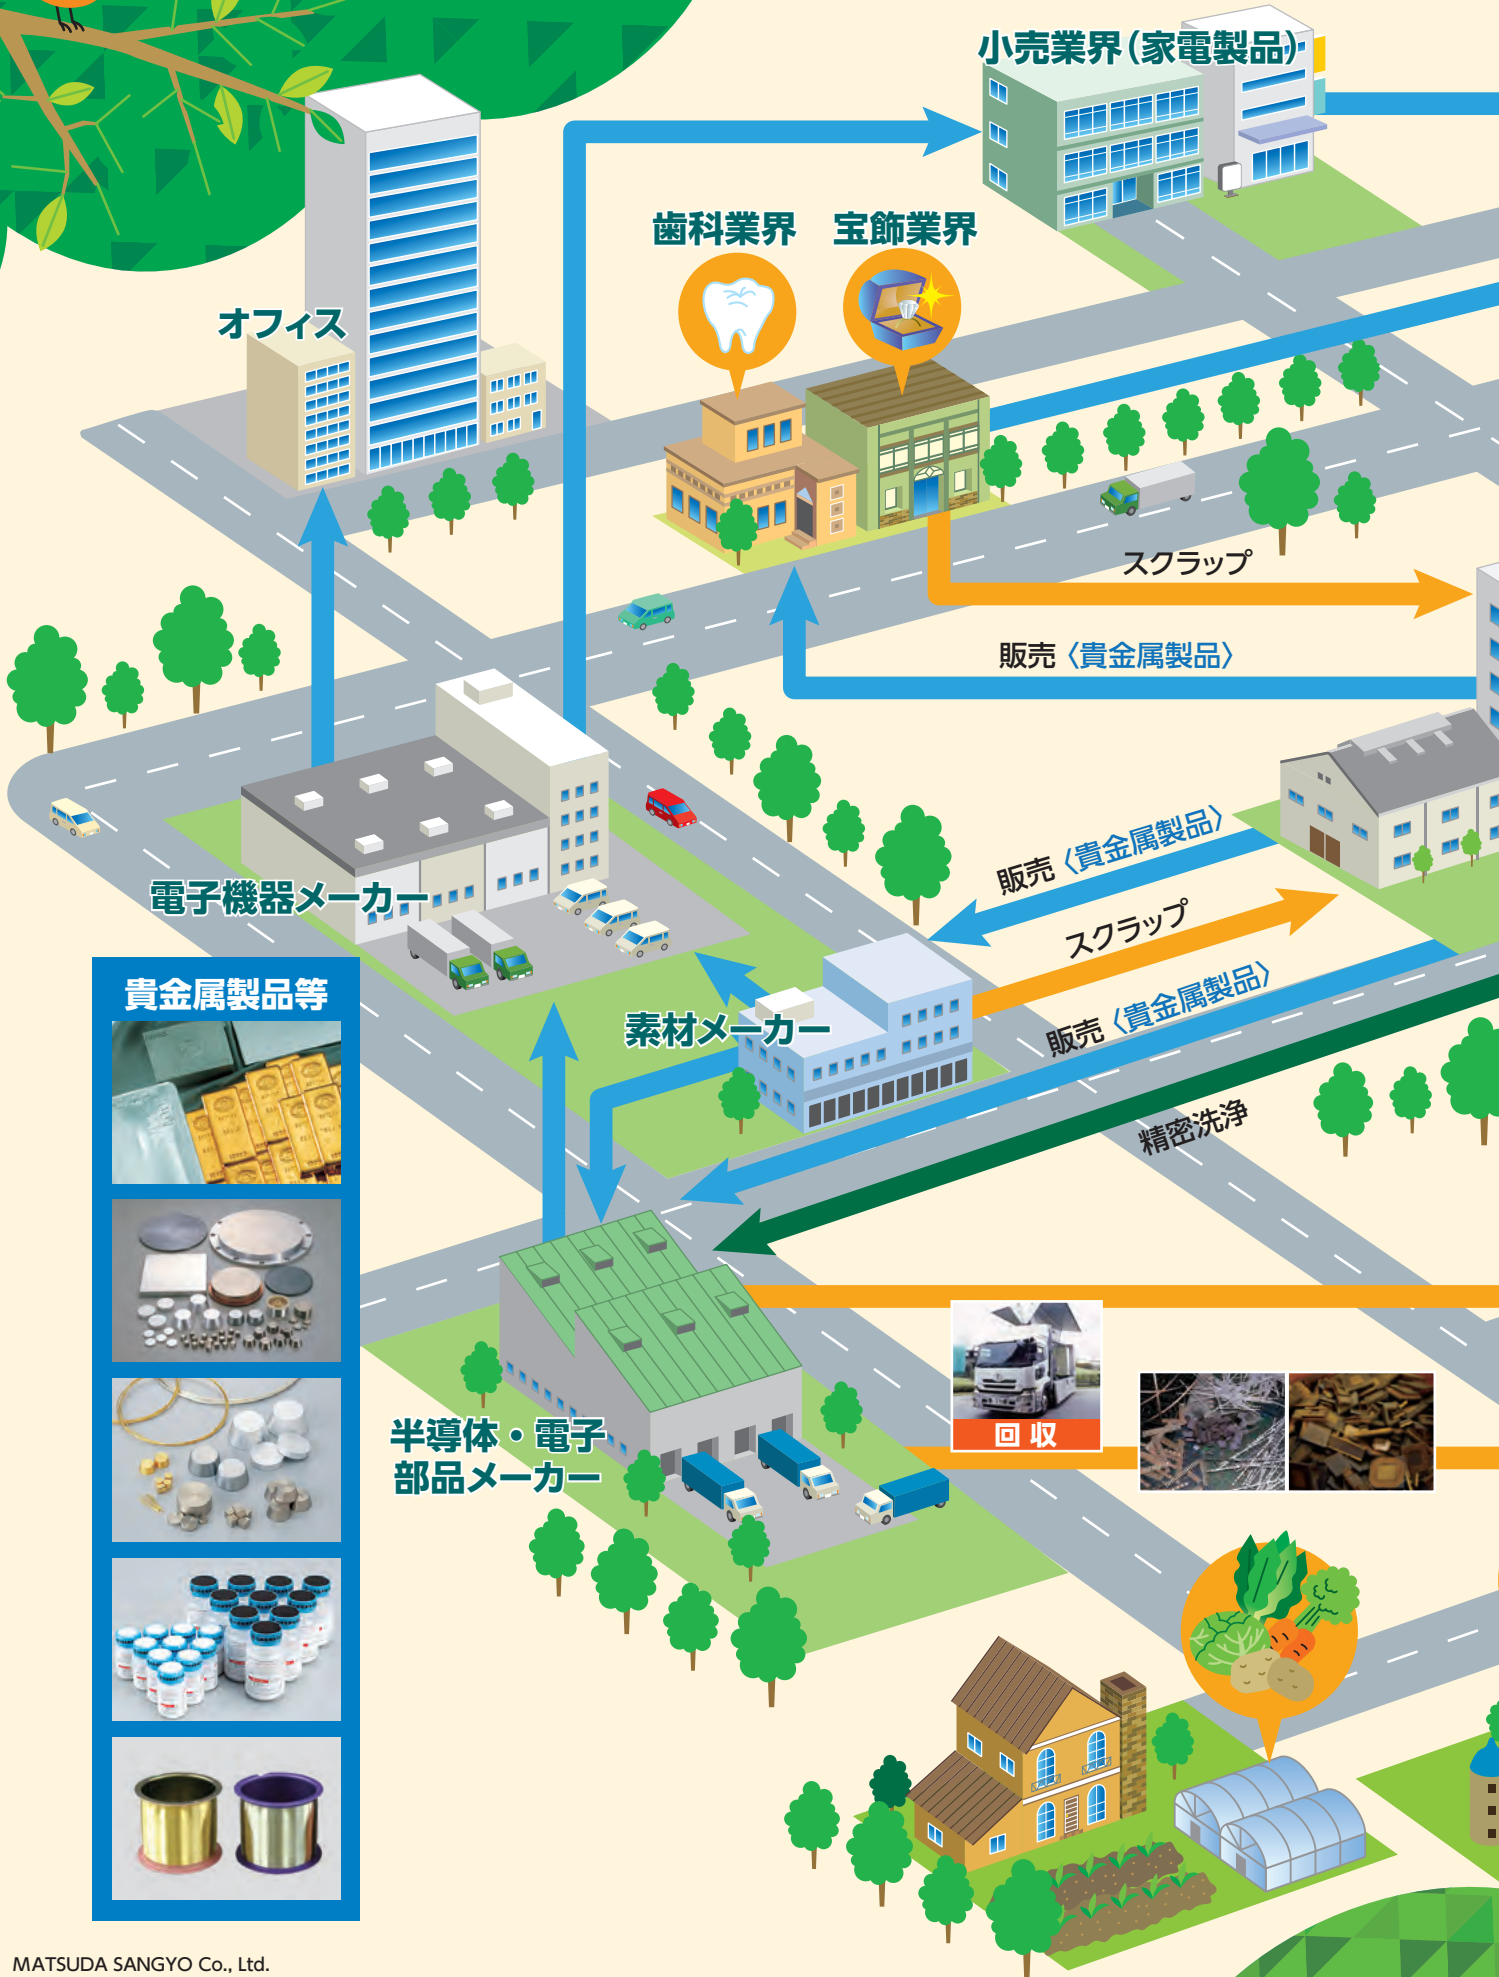 小売業界（家電製品）
歯科業界
宝飾業界
オフィス
スクラップ
販売〈貴金属製品〉
販売〈貴金属製品〉
電子機器メーカー
スクラップ
貴金属製品等
販売〈貴金属製品〉
素材メーカー
精密洗浄
回収
半導体・電子
部品メーカー
MATSUDA SANGYO Co., Ltd.